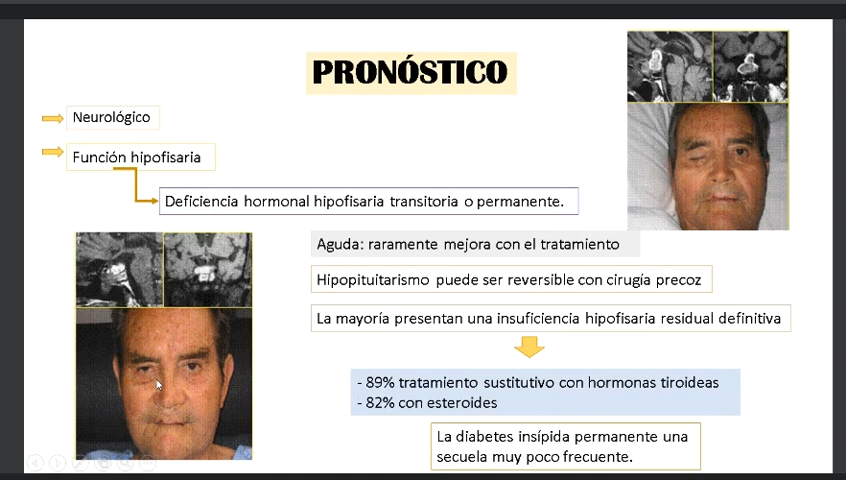 PRONÓSTICO
Neurológico
Función hipofisaria
Deficiencia hormonal hipofisaria transitoria o permanente.
Aguda: raramente mejora con el tratamiento
Hipopituitarismo puede ser reversible con cirugía precoz
La mayoría presentan una insuficiencia hipofisaria residual definitiva
- 89% tratamiento sustitutivo con hormonas tiroideas
- 82% con esteroides
La diabetes insípida permanente una
secuela muy poco frecuente.